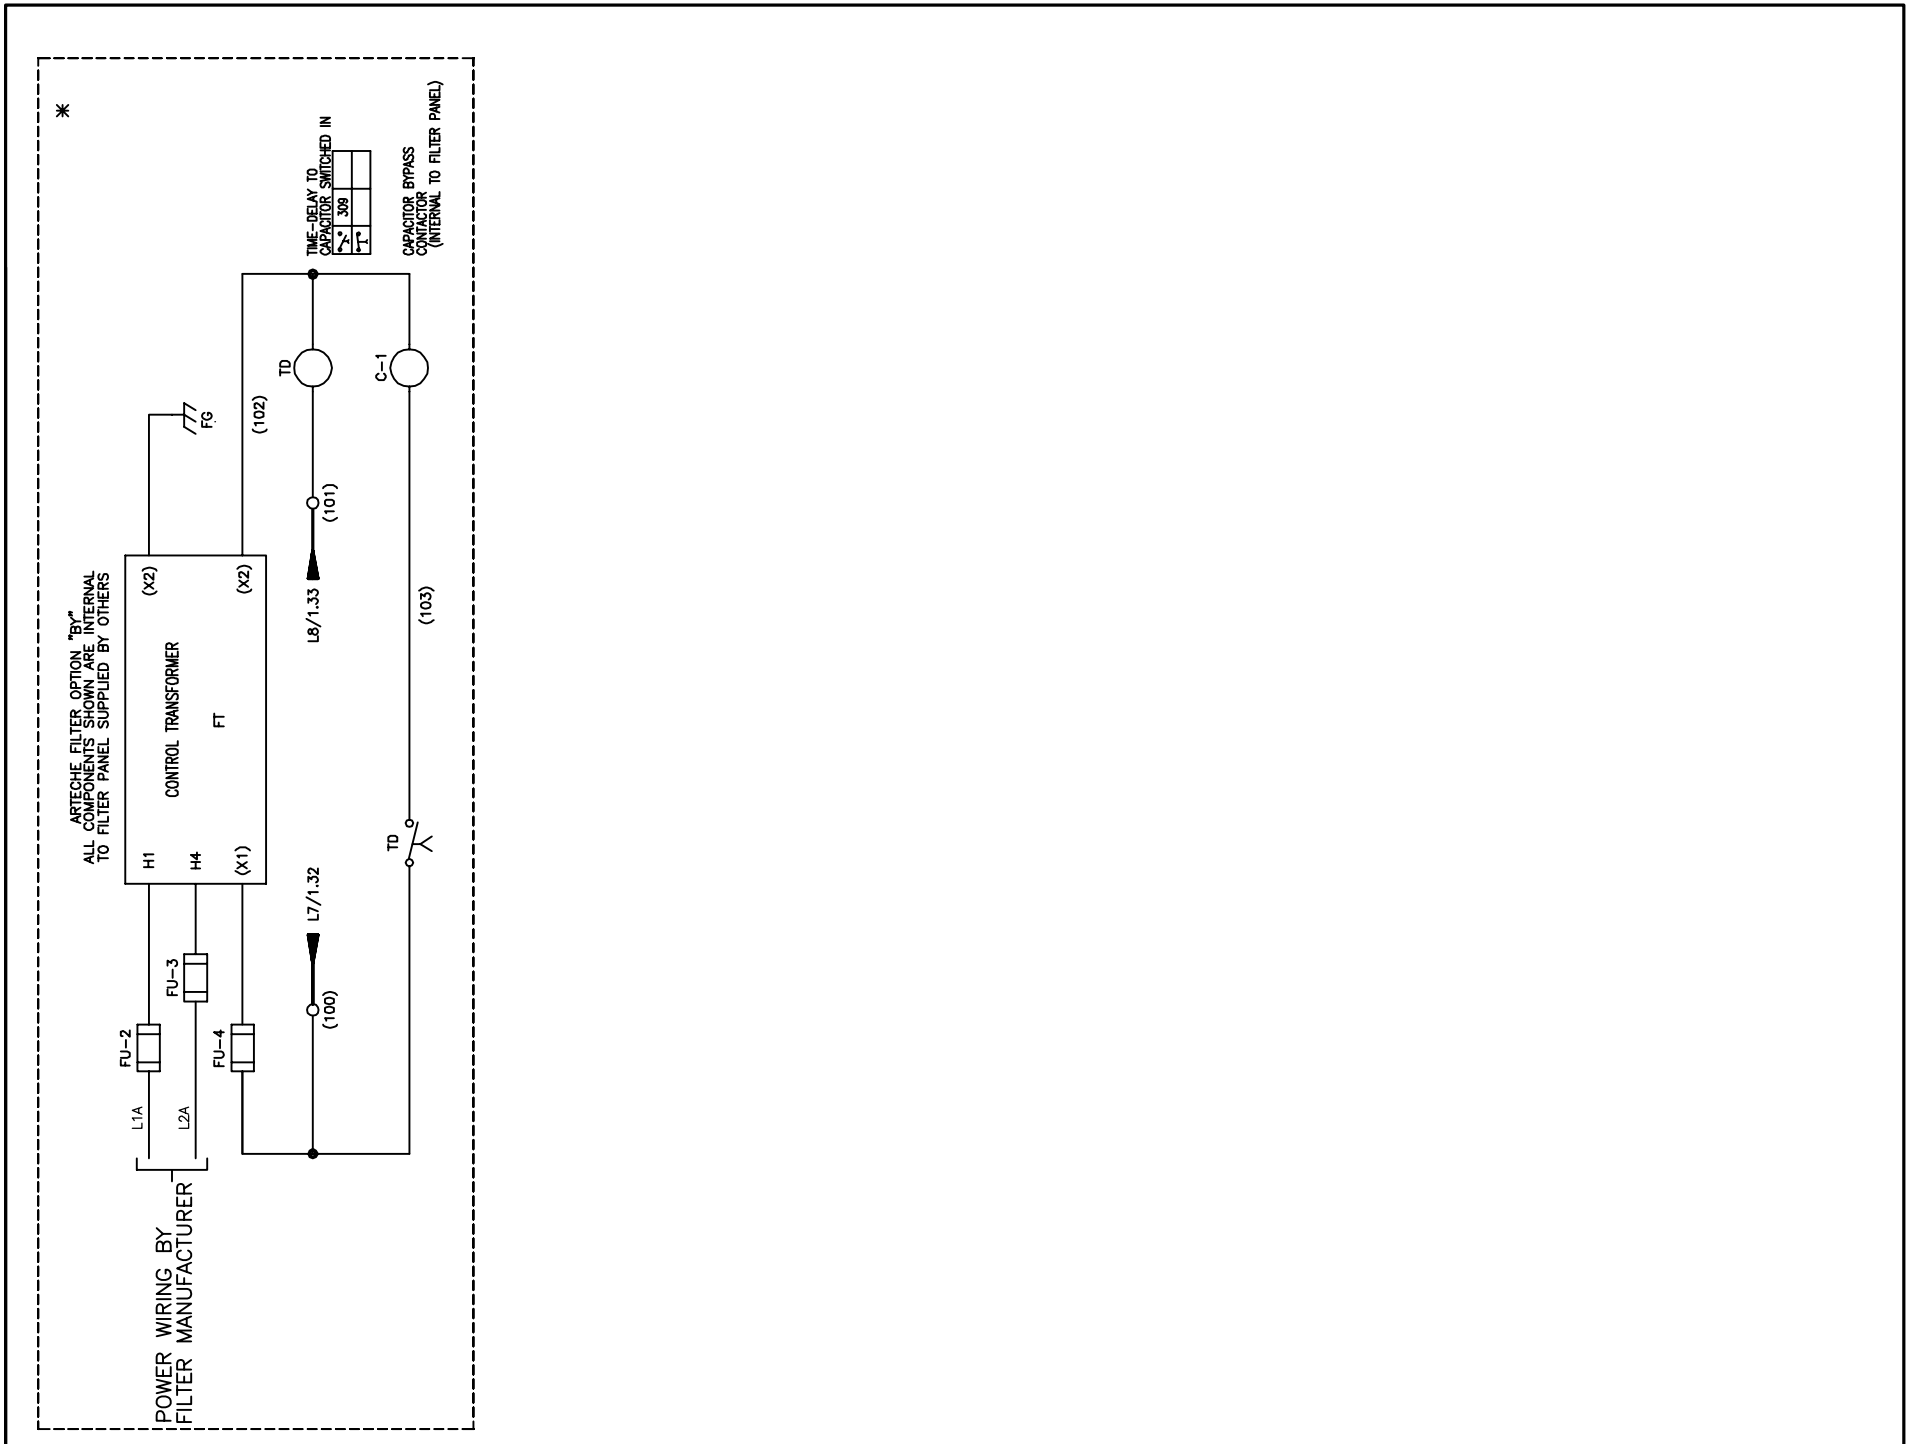 *
ARTECHE FILTER OPTION "BY"
ALL COMPONENTS SHOWN ARE INTERNAL
TO FILTER PANEL SUPPLIED BY OTHERS
POWER WIRING BY
FILTER MANUFACTURER
L1A
L2A
FU-2
FU-3
FU-4
H1
H4
(X1)
CONTROL TRANSFORMER
FT
(X2)
(X2)
FG
(102)
(100)
L7/1.32
L8/1.33
(101)
TD
TIME-DELAY TO
CAPACITOR SWITCHED IN
309
TD
(103)
C-1
CAPACITOR BYPASS
CONTACTOR
(INTERNAL TO FILTER PANEL)